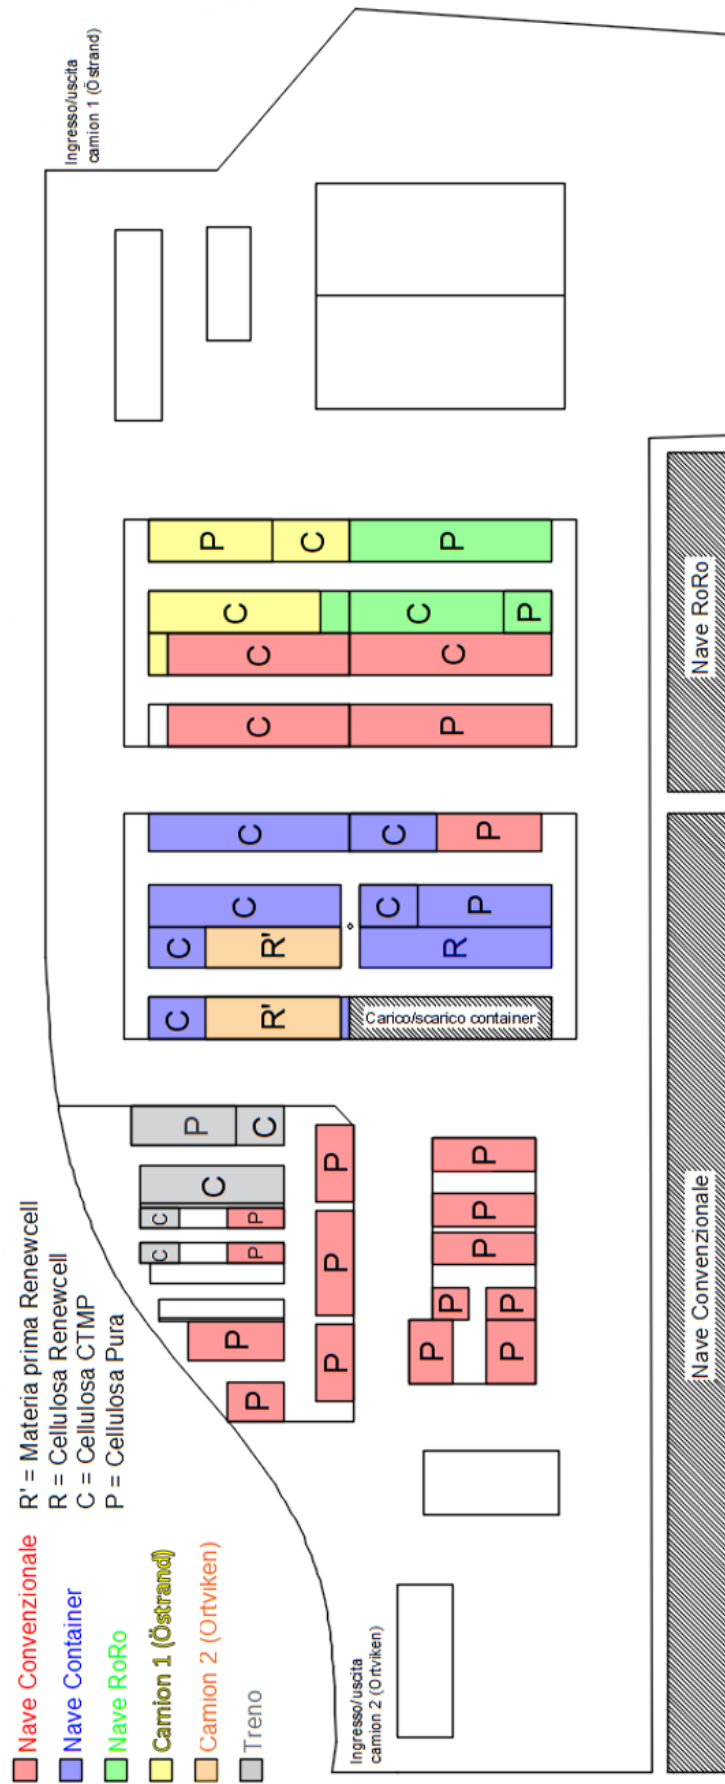 Nave Convenzionale
Nave Container
Nave RoRo
Camion 1 (Östrand)
Camion 2 (Ortviken)
Treno
R' = Materia prima Renewcell
R = Cellulosa Renewcell
C = Cellulosa CTMP
P = Cellulosa Pura
Ingresso/uscita
camion 1 (Östrand)
Ingresso/uscita
camion 2 (Ortviken)
P
P
C
P
C
P
C
P
C
P
P
P
P
P
P
P
P
P
P
C
R'
Carico/scarico container
C
R'
R
C
C
P
C
C
P
C
P
C
C
C
C
P
P
C
P
Nave Convenzionale
Nave RoRo